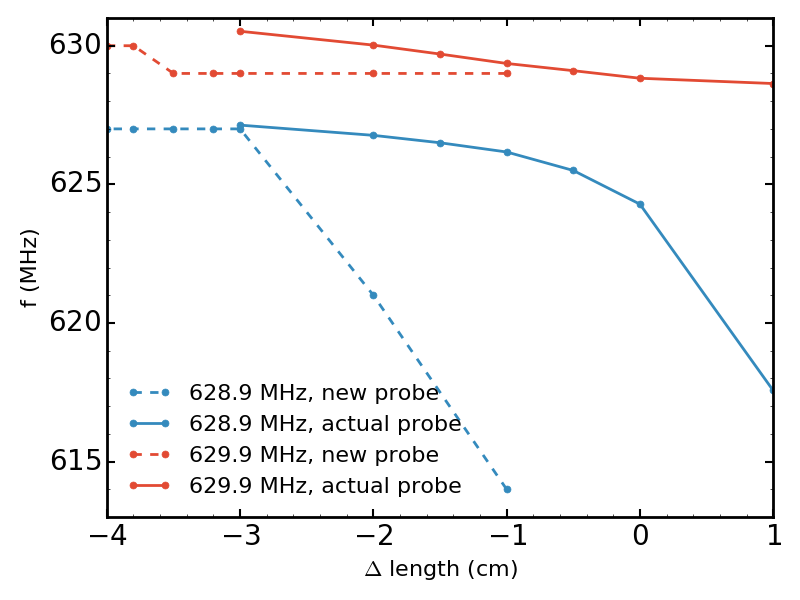 630
625
620
615
f (MHz)
628.9 MHz, new probe
628.9 MHz, actual probe
629.9 MHz, new probe
629.9 MHz, actual probe
−4 −3 −2 −1 0 1
Δ length (cm)